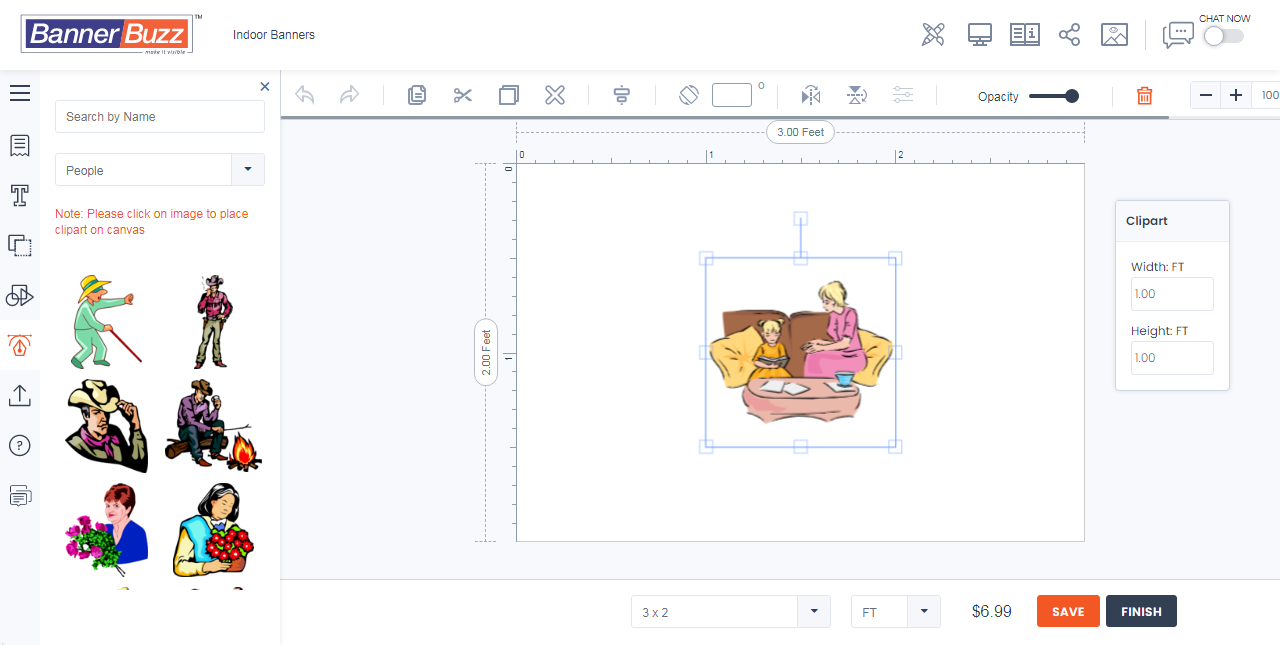 BannerBuzz
TM
make it visible
Indoor Banners
CHAT NOW
Search by Name
People
Note: Please click on image to place
clipart on canvas
O
Opacity
100
3.00 Feet
0
1
2
0
1
2.00 Feet
Clipart
Width: FT
1.00
Height: FT
1.00
3 x 2
FT
$6.99
SAVE
FINISH